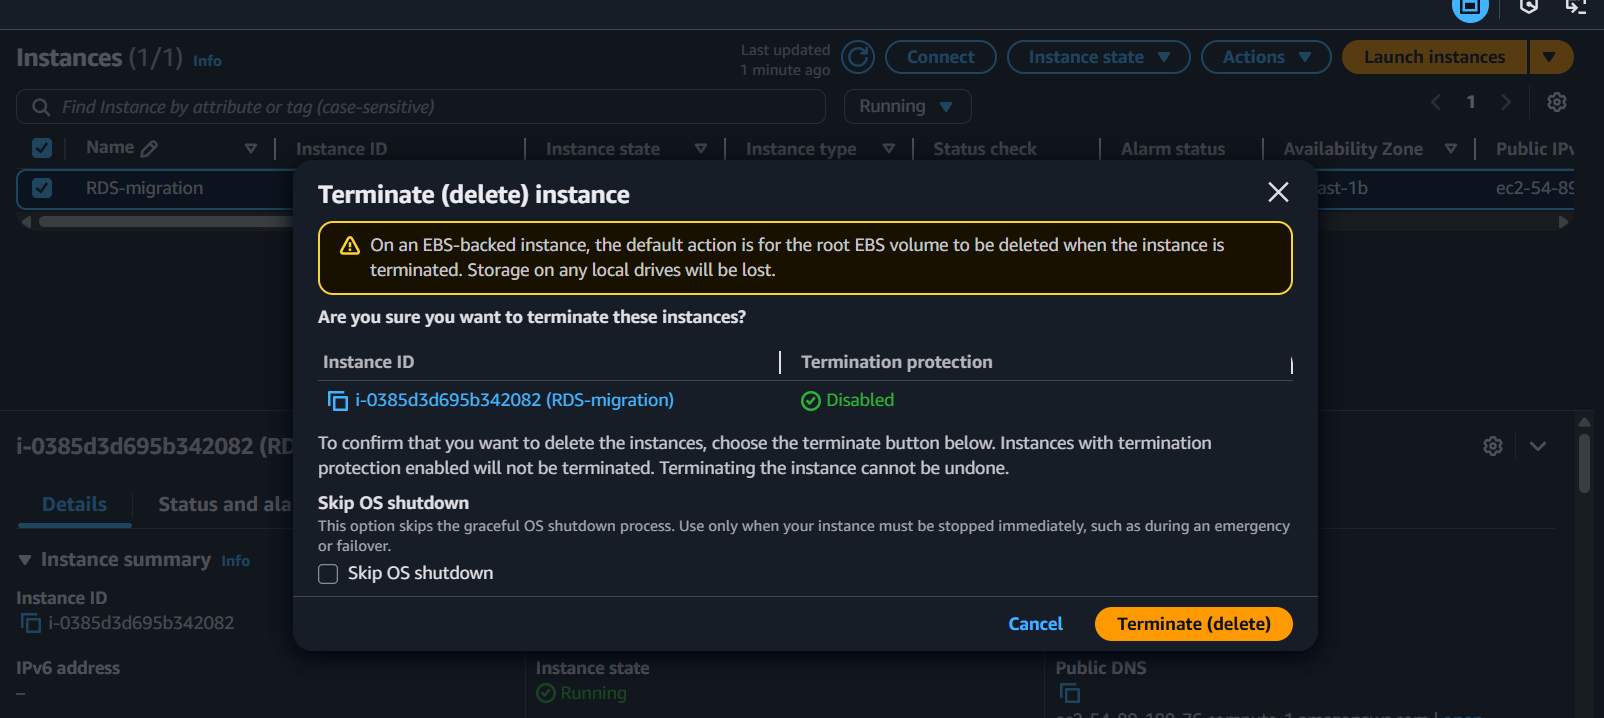 Instances (1/1) Info
Last updated
1 minute ago
Connect
Instance state
Actions
Launch instances
Find Instance by attribute or tag (case-sensitive)
Running
1
Name
Instance ID
Instance state
Instance type
Status check
Alarm status
Availability Zone
Public IPv
RDS-migration
ast-1b
ec2-54-89
Terminate (delete) instance
On an EBS-backed instance, the default action is for the root EBS volume to be deleted when the instance is
terminated. Storage on any local drives will be lost.
Are you sure you want to terminate these instances?
Instance ID
Termination protection
i-0385d3d695b342082 (RDS-migration)
Disabled
To confirm that you want to delete the instances, choose the terminate button below. Instances with termination
protection enabled will not be terminated. Terminating the instance cannot be undone.
Skip OS shutdown
This option skips the graceful OS shutdown process. Use only when your instance must be stopped immediately, such as during an emergency
or failover.
Skip OS shutdown
Cancel
Terminate (delete)
i-0385d3d695b342082 (RD
Details
Status and ala
Instance summary Info
Instance ID
i-0385d3d695b342082
IPv6 address
–
Instance state
Running
Public DNS